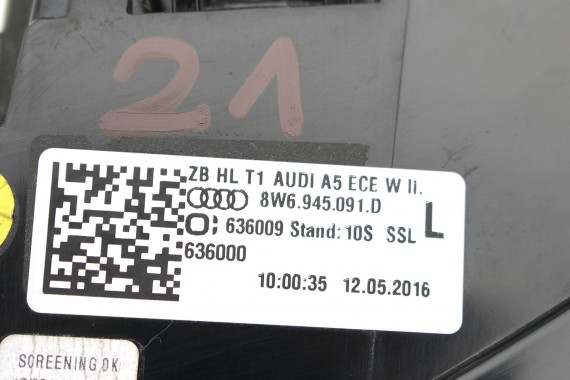 21
ZB HL T1 AUDI A5 ECE W li.
8W6.945.091.D
L
636009 Stand: 10S SSL
636000
10:00:35 12.05.2016
SCREENING OK